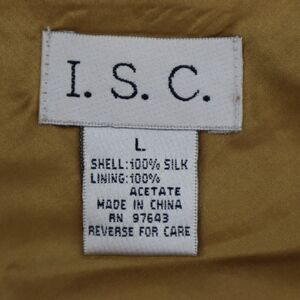 I. S. C.
L
SHELL:100% SILK
LINING:100%
ACETATE
MADE IN CHINA
RN 97643
REVERSE FOR CARE